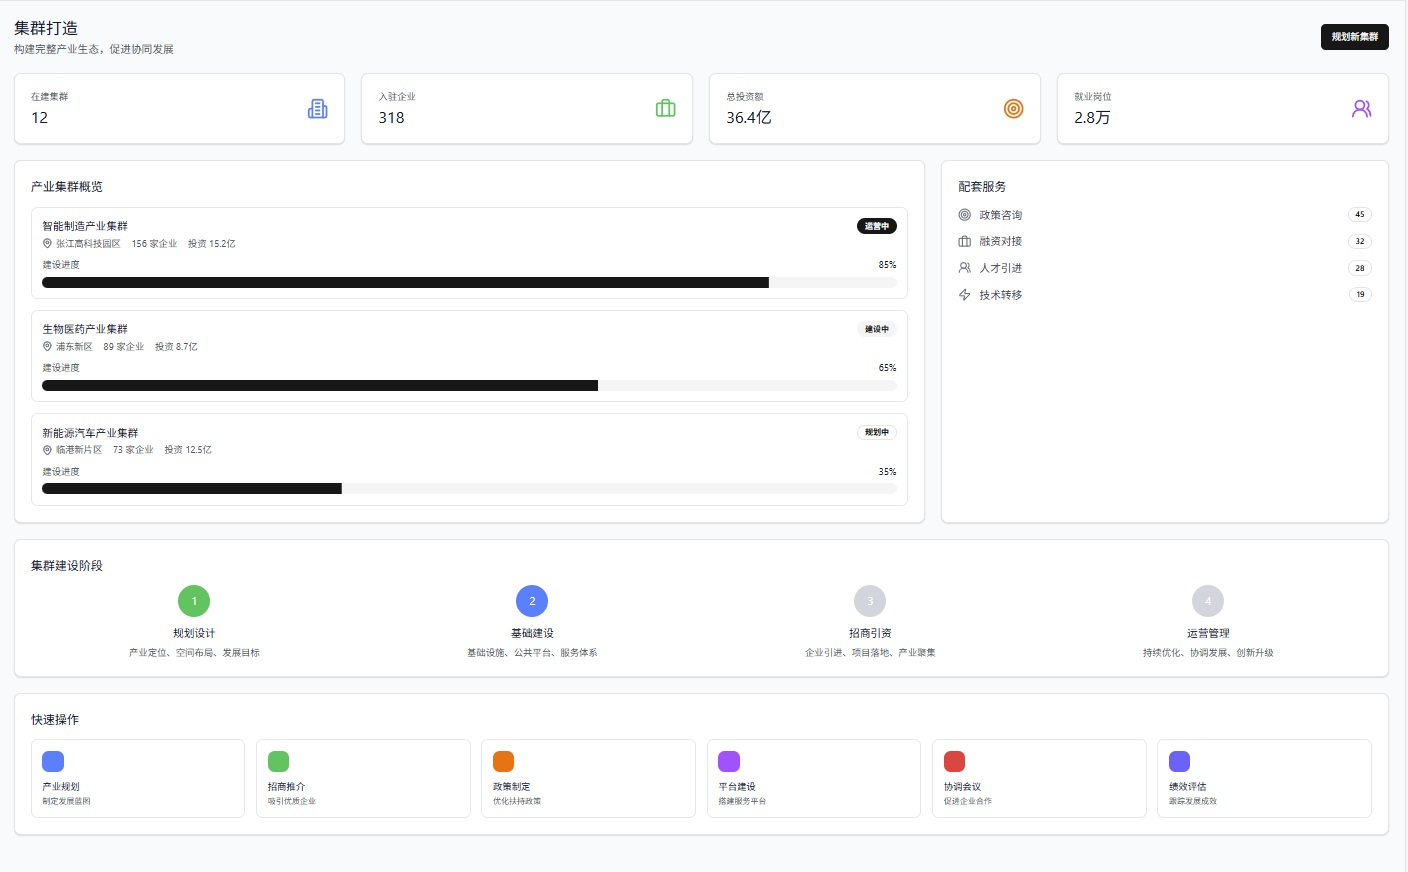 集群打造
构建完整产业生态，促进协同发展
规划新集群
在建集群
12
入驻企业
318
总投资额
36.4亿
就业岗位
2.8万
产业集群概览
智能制造产业集群
运营中
张江高科技园区 156 家企业 投资 15.2亿
建设进度 85%
生物医药产业集群
建设中
浦东新区 89 家企业 投资 8.7亿
建设进度 65%
新能源汽车产业集群
规划中
临港新片区 73 家企业 投资 12.5亿
建设进度 35%
配套服务
政策咨询 45
融资对接 32
人才引进 28
技术转移 19
集群建设阶段
1
规划设计
产业定位、空间布局、发展目标
2
基础建设
基础设施、公共平台、服务体系
3
招商引资
企业引进、项目落地、产业聚集
4
运营管理
持续优化、协调发展、创新升级
快速操作
产业规划
制定发展蓝图
招商推介
吸引优质企业
政策制定
优化扶持政策
平台建设
搭建服务平台
协调会议
促进企业合作
绩效评估
跟踪发展成效